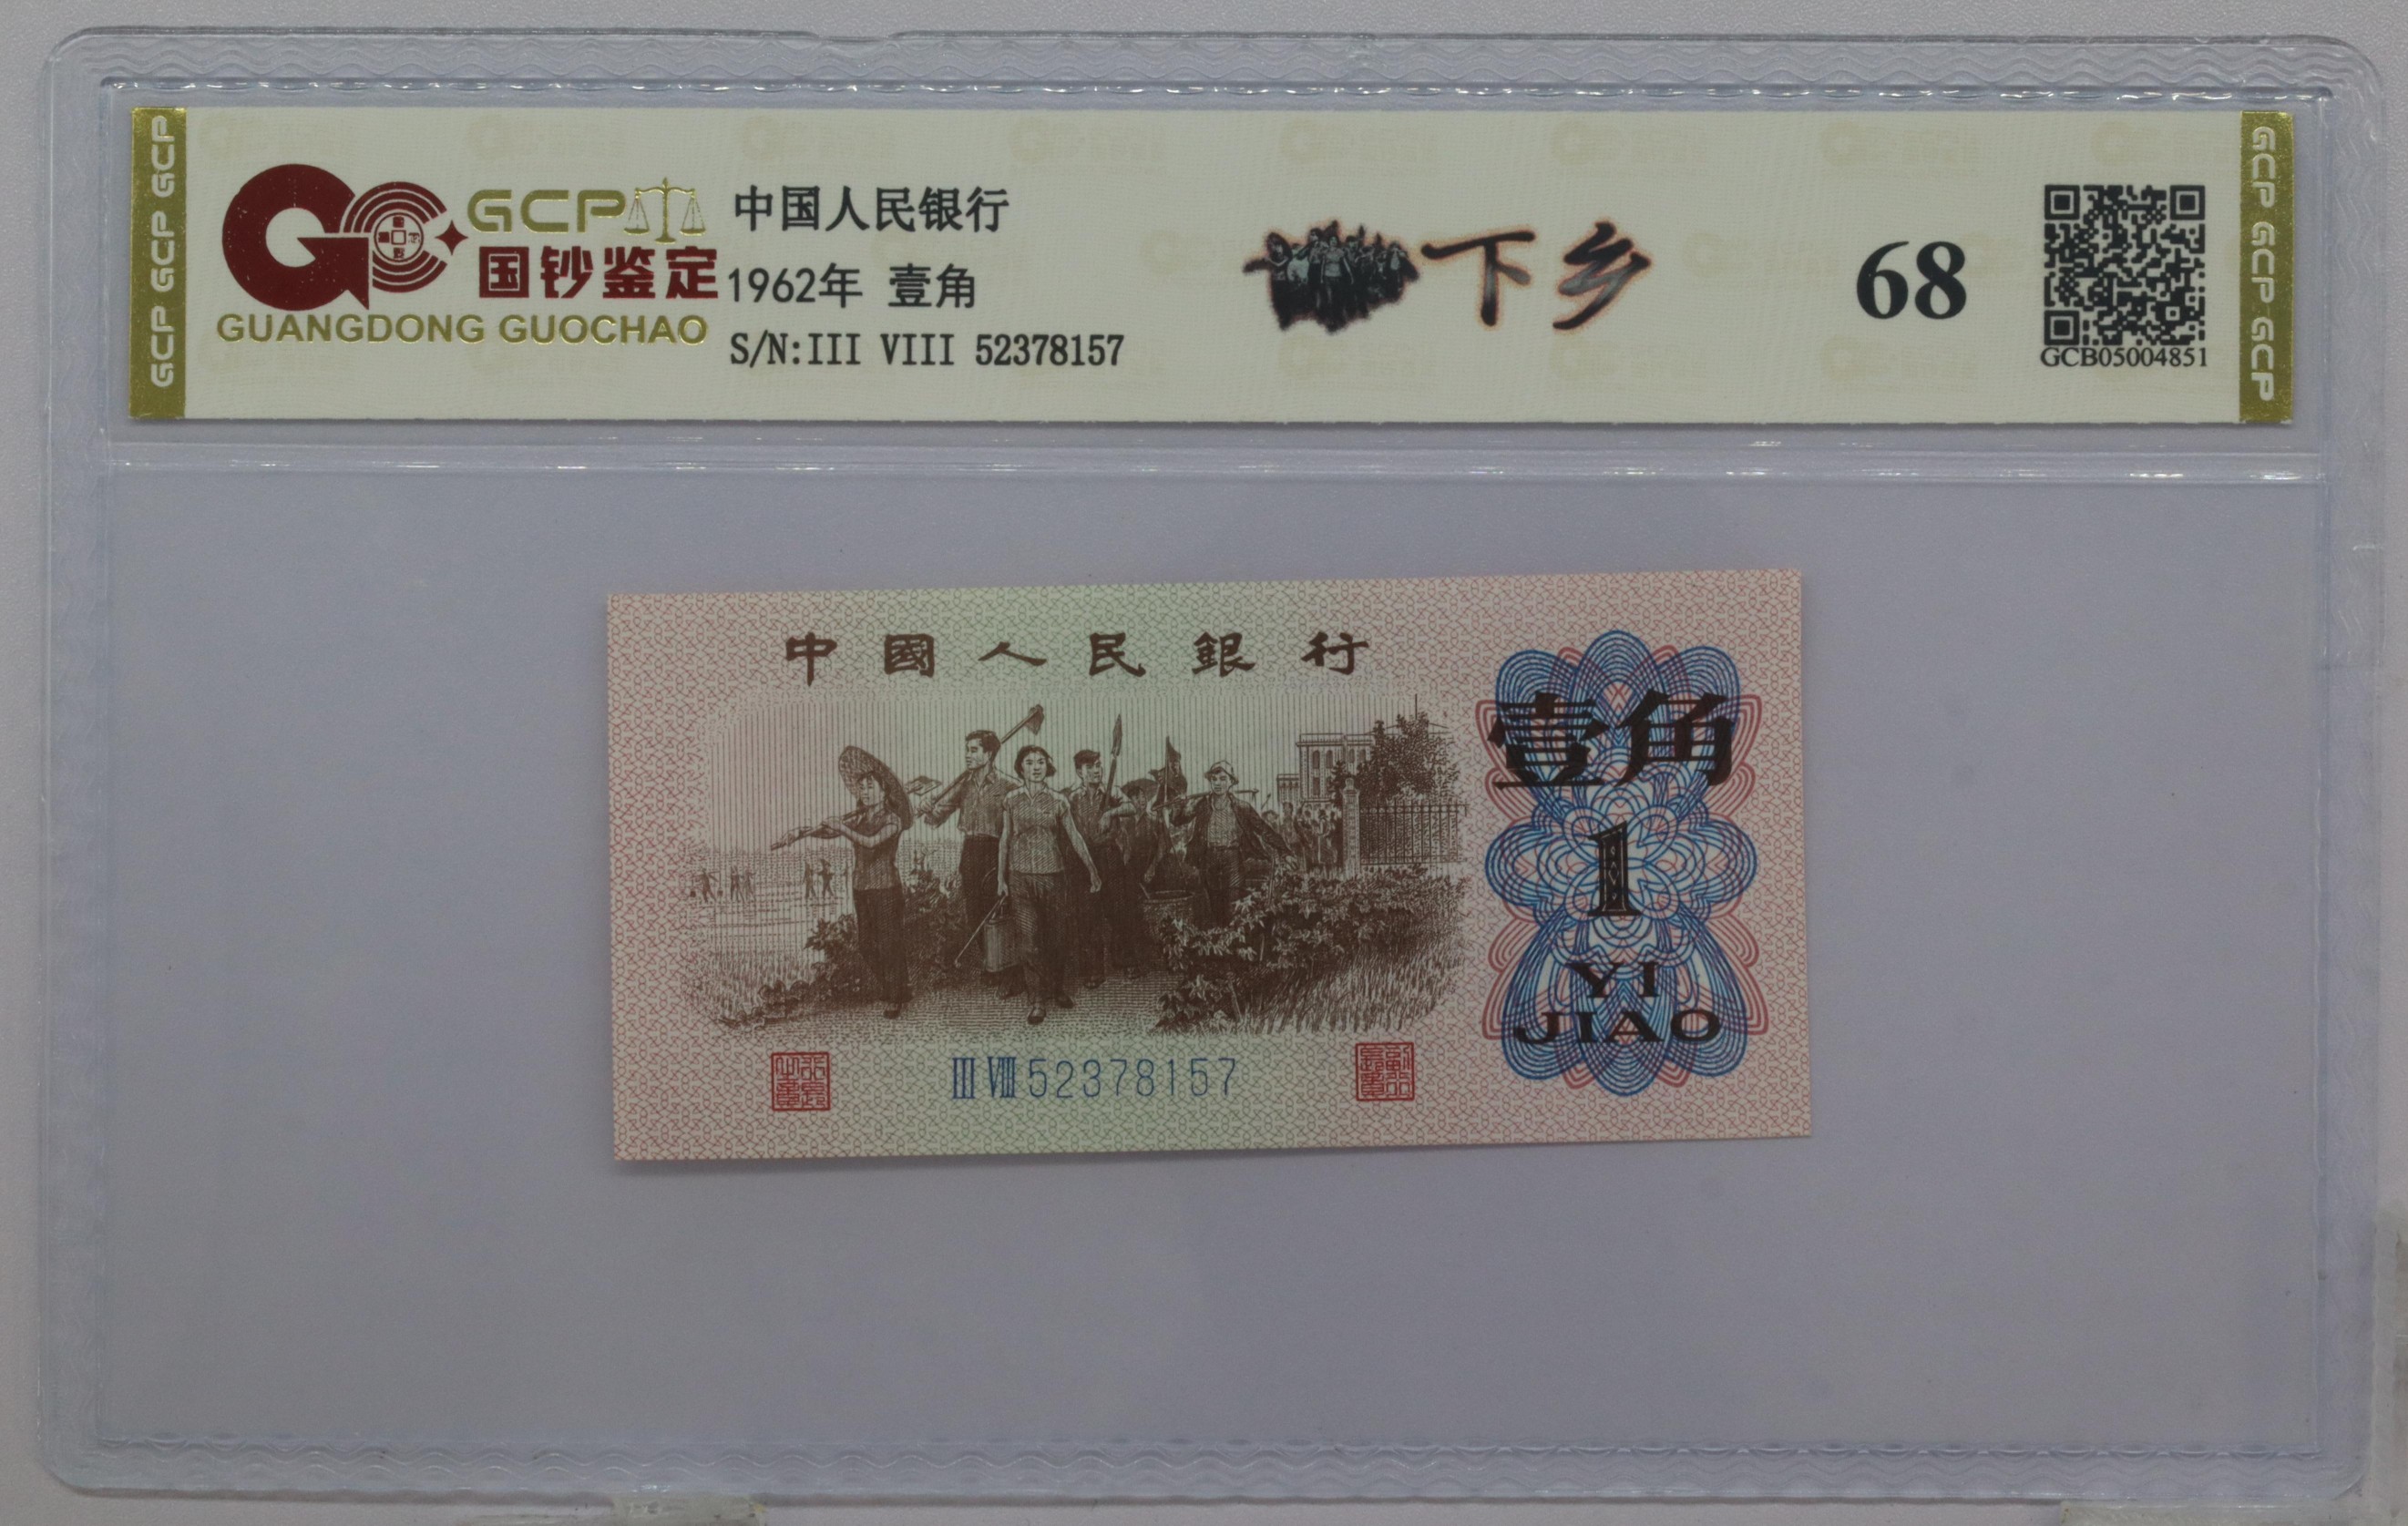 GCP GCP GCP
GCP
国钞鉴定
GUANGDONG GUOCHAO
中国人民银行
1962年 壹角
S/N:III VIII 52378157
下乡
68
GCB05004851
GCP GCP GCP
中國人民銀行
壹角
1
YI
JIAO
III VIII 52378157